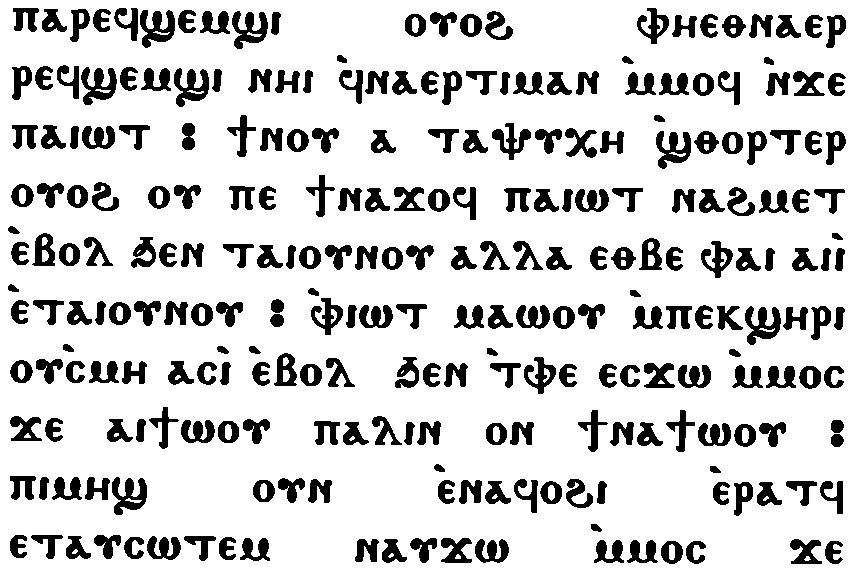 ⲡⲁⲣⲉϥϣⲉⲙϣⲓ ⲟⲩⲟϩ ⲫⲏⲉⲑⲛⲁⲉⲣ
ⲣⲉϥϣⲉⲙϣⲓ ⲛⲏⲓ ϥ̀ⲛⲁⲉⲣⲧⲓⲙⲁⲛ ⲙ̀ⲙⲟϥ ⲛ̀ϫⲉ
ⲡⲁⲓⲱⲧ : ϯⲛⲟⲩ ⲁ ⲧⲁⲯⲩⲭⲏ ϣ̀ⲑⲟⲣⲧⲉⲣ
ⲟⲩⲟϩ ⲟⲩ ⲡⲉ ϯⲛⲁϫⲟϥ ⲡⲁⲓⲱⲧ ⲛⲁϩⲙⲉⲧ
ⲉ̀ⲃⲟⲗ ϧⲉⲛ ⲧⲁⲓⲟⲩⲛⲟⲩ ⲁⲗⲗⲁ ⲉⲑⲃⲉ ⲫⲁⲓ ⲁⲓⲓ̀
ⲉ̀ⲧⲁⲓⲟⲩⲛⲟⲩ : ⲫ̀ⲓⲱⲧ ⲙⲁⲱⲟⲩ ⲙ̀ⲡⲉⲕϣⲏⲣⲓ
ⲟⲩⲥ̀ⲙⲏ ⲁⲥⲓ̀ ⲉ̀ⲃⲟⲗ ϧⲉⲛ ⲧ̀ⲫⲉ ⲉⲥϫⲱ ⲙ̀ⲙⲟⲥ
ϫⲉ ⲁⲓϯⲱⲟⲩ ⲡⲁⲗⲓⲛ ⲟⲛ ϯⲛⲁϯⲱⲟⲩ :
ⲡⲓⲙⲏϣ ⲟⲩⲛ ⲉ̀ⲛⲁϥⲟϩⲓ ⲉ̀ⲣⲁⲧϥ
ⲉⲧⲁⲩⲥⲱⲧⲉⲙ ⲛⲁⲩϫⲱ ⲙ̀ⲙⲟⲥ ϫⲉ